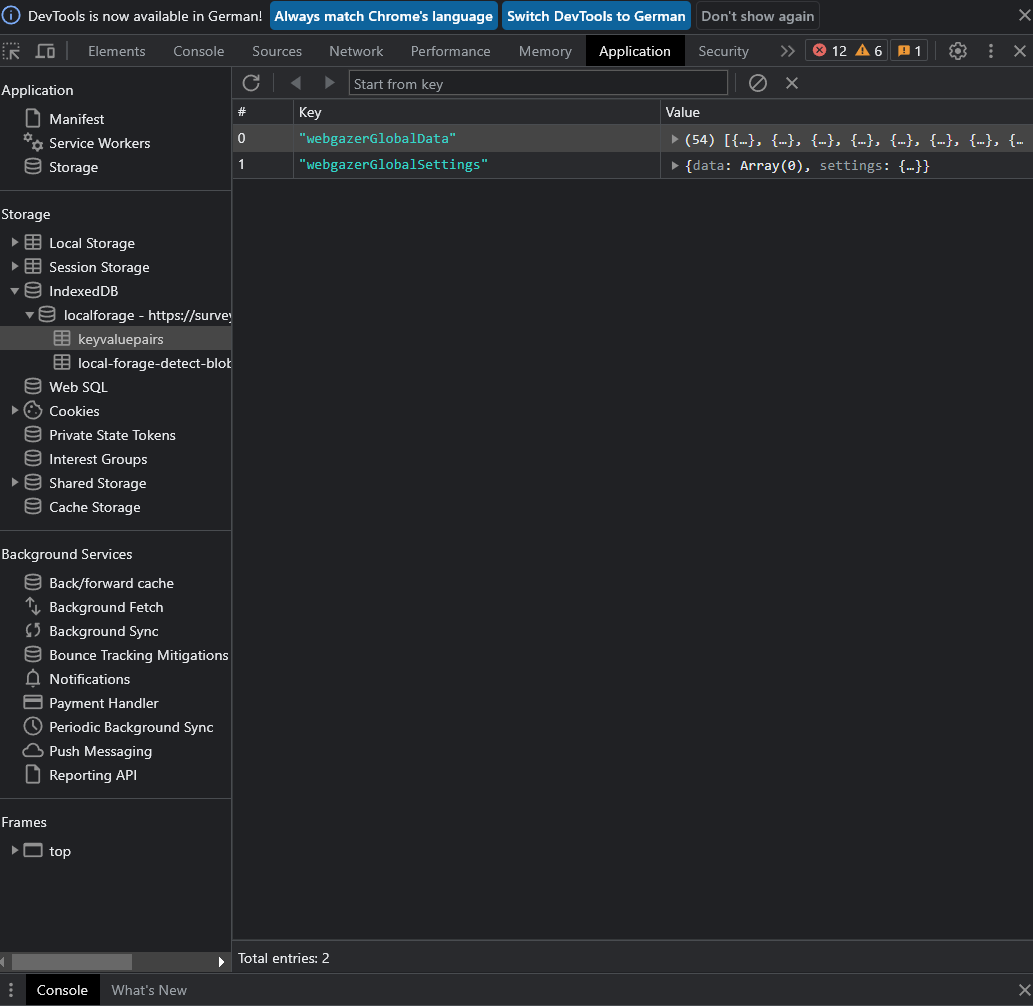 DevTools is now available in German! Always match Chrome's language Switch DevTools to German Don't show again
Elements Console Sources Network Performance Memory Application Security 12 6 1
Application
Manifest
Service Workers
Storage
Storage
Local Storage
Session Storage
IndexedDB
localforage - https://survey
keyvaluepairs
local-forage-detect-blob
Web SQL
Cookies
Private State Tokens
Interest Groups
Shared Storage
Cache Storage
Background Services
Back/forward cache
Background Fetch
Background Sync
Bounce Tracking Mitigations
Notifications
Payment Handler
Periodic Background Sync
Push Messaging
Reporting API
Frames
top
Start from key
# Key Value
0 "webgazerGlobalData" (54) [{…}, {…}, {…}, {…}, {…}, {…}, {…}, {…
1 "webgazerGlobalSettings" {data: Array(0), settings: {…}}
Total entries: 2
Console What's New